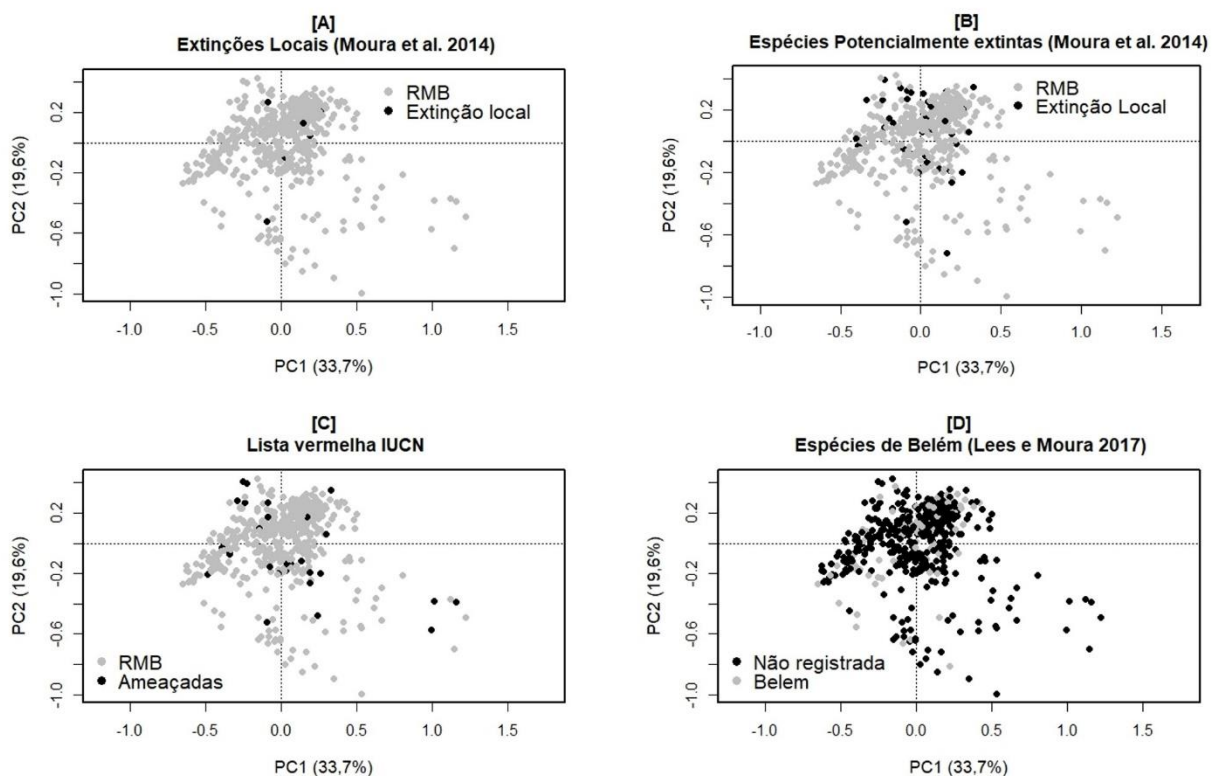 [A]
Extinções Locais (Moura et al. 2014)
RMB
Extinção local
PC2 (19,6%)
0.2
-0.2
-0.6
-1.0
-1.0 -0.5 0.0 0.5 1.0 1.5
PC1 (33,7%)
[B]
Espécies Potencialmente extintas (Moura et al. 2014)
RMB
Extinção Local
PC2 (19,6%)
0.2
-0.2
-0.6
-1.0
-1.0 -0.5 0.0 0.5 1.0 1.5
PC1 (33,7%)
[C]
Lista vermelha IUCN
PC2 (19,6%)
0.2
-0.2
-0.6
-1.0
RMB
Ameaçadas
-1.0 -0.5 0.0 0.5 1.0 1.5
PC1 (33,7%)
[D]
Espécies de Belém (Lees e Moura 2017)
PC2 (19,6%)
0.2
-0.2
-0.6
-1.0
Não registrada
Belem
-1.0 -0.5 0.0 0.5 1.0 1.5
PC1 (33,7%)